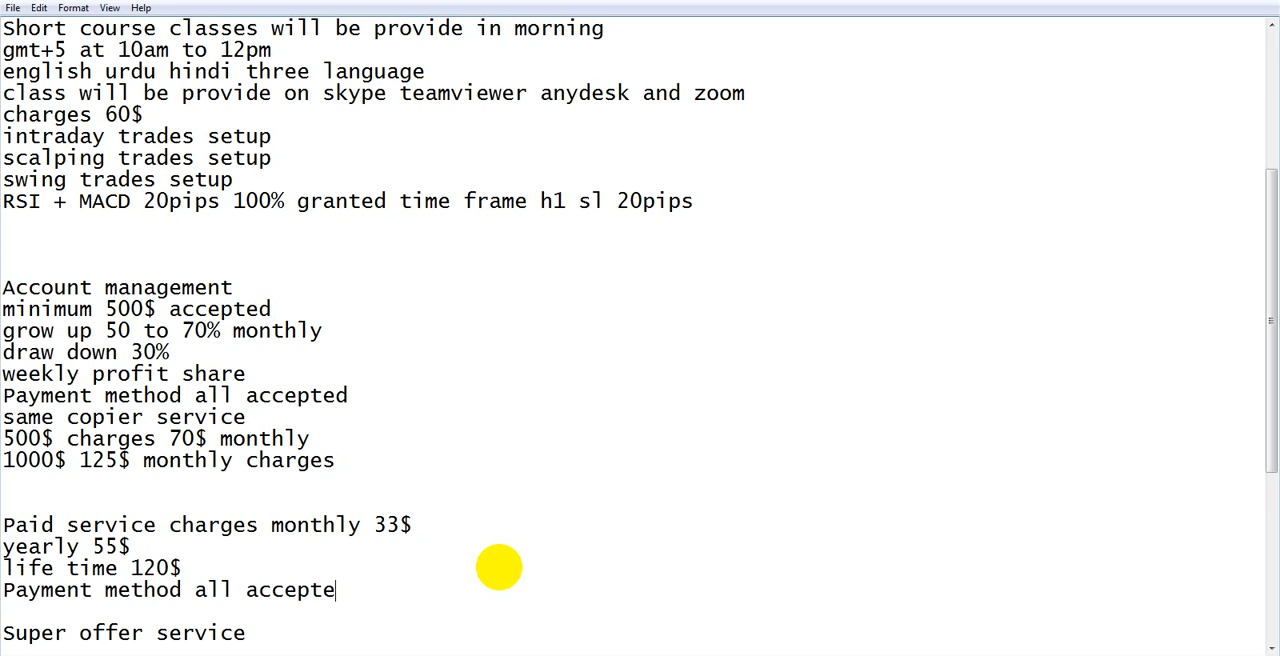 File Edit Format View Help
Short course classes will be provide in morning
gmt+5 at 10am to 12pm
english urdu hindi three language
class will be provide on skype teamviewer anydesk and zoom
charges 60$
intraday trades setup
scalping trades setup
swing trades setup
RSI + MACD 20pips 100% granted time frame h1 sl 20pips
Account management
minimum 500$ accepted
grow up 50 to 70% monthly
draw down 30%
weekly profit share
Payment method all accepted
same copier service
500$ charges 70$ monthly
1000$ 125$ monthly charges
Paid service charges monthly 33$
yearly 55$
life time 120$
Payment method all accepte
Super offer service